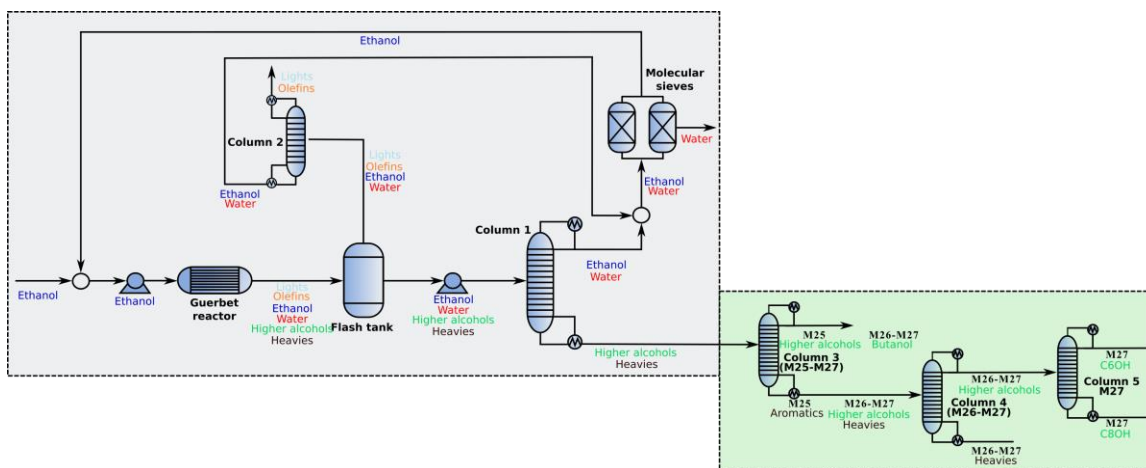 Ethanol
Lights
Olefins
Column 2
Molecular
sieves
Water
Lights
Olefins
Ethanol
Water
Ethanol
Water
Ethanol
Water
Column 1
Ethanol
Water
Ethanol
Ethanol
Guerbet
reactor
Lights
Olefins
Ethanol
Water
Higher alcohols
Heavies
Flash tank
Ethanol
Water
Higher alcohols
Heavies
Higher alcohols
Heavies
M25
Higher alcohols
M26-M27
Butanol
Column 3
(M25-M27)
M25
Aromatics
M26-M27
Higher alcohols
Heavies
M26-M27
Higher alcohols
Column 4
(M26-M27)
M26-M27
Heavies
M27
C6OH
Column 5
M27
M27
C8OH